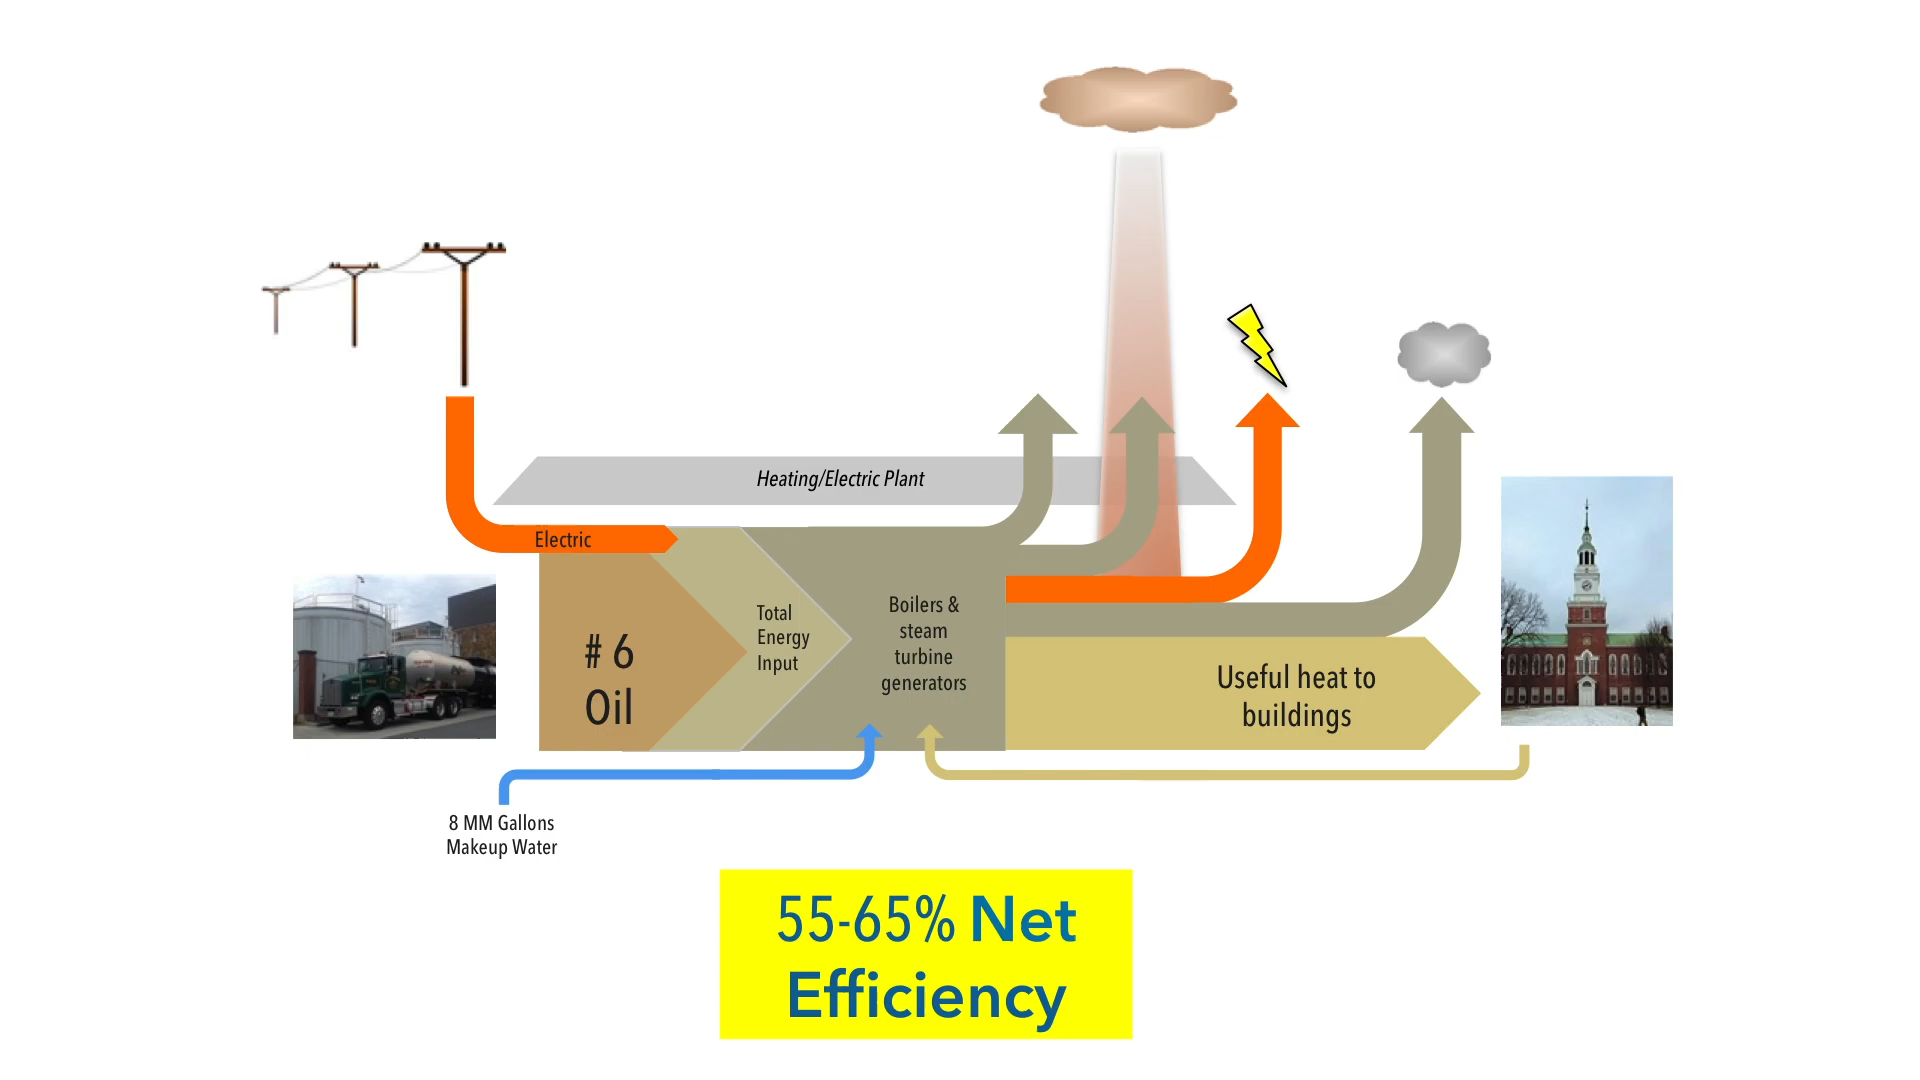 Heating/Electric Plant
Electric
# 6
Oil
Total
Energy
Input
Boilers &
steam
turbine
generators
Useful heat to
buildings
8 MM Gallons
Makeup Water
55-65% Net
Efficiency